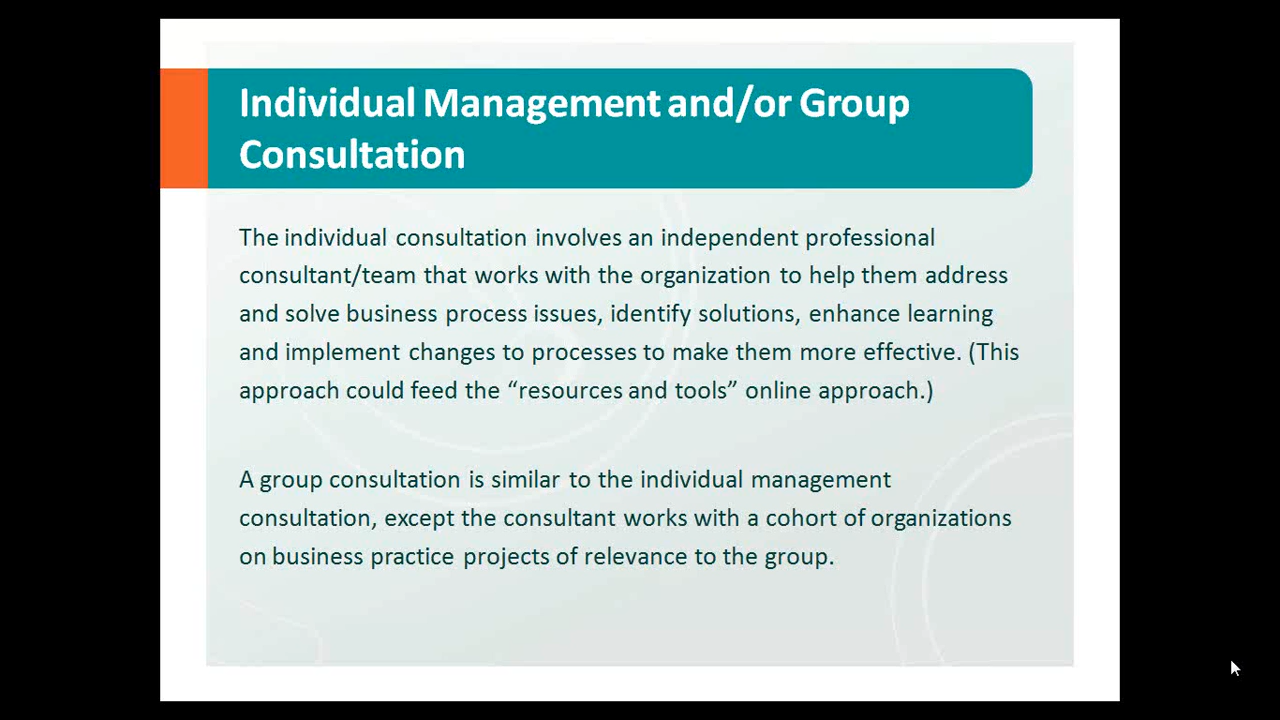 Individual Management and/or Group
Consultation
The individual consultation involves an independent professional
consultant/team that works with the organization to help them address
and solve business process issues, identify solutions, enhance learning
and implement changes to processes to make them more effective. (This
approach could feed the “resources and tools” online approach.)
A group consultation is similar to the individual management
consultation, except the consultant works with a cohort of organizations
on business practice projects of relevance to the group.